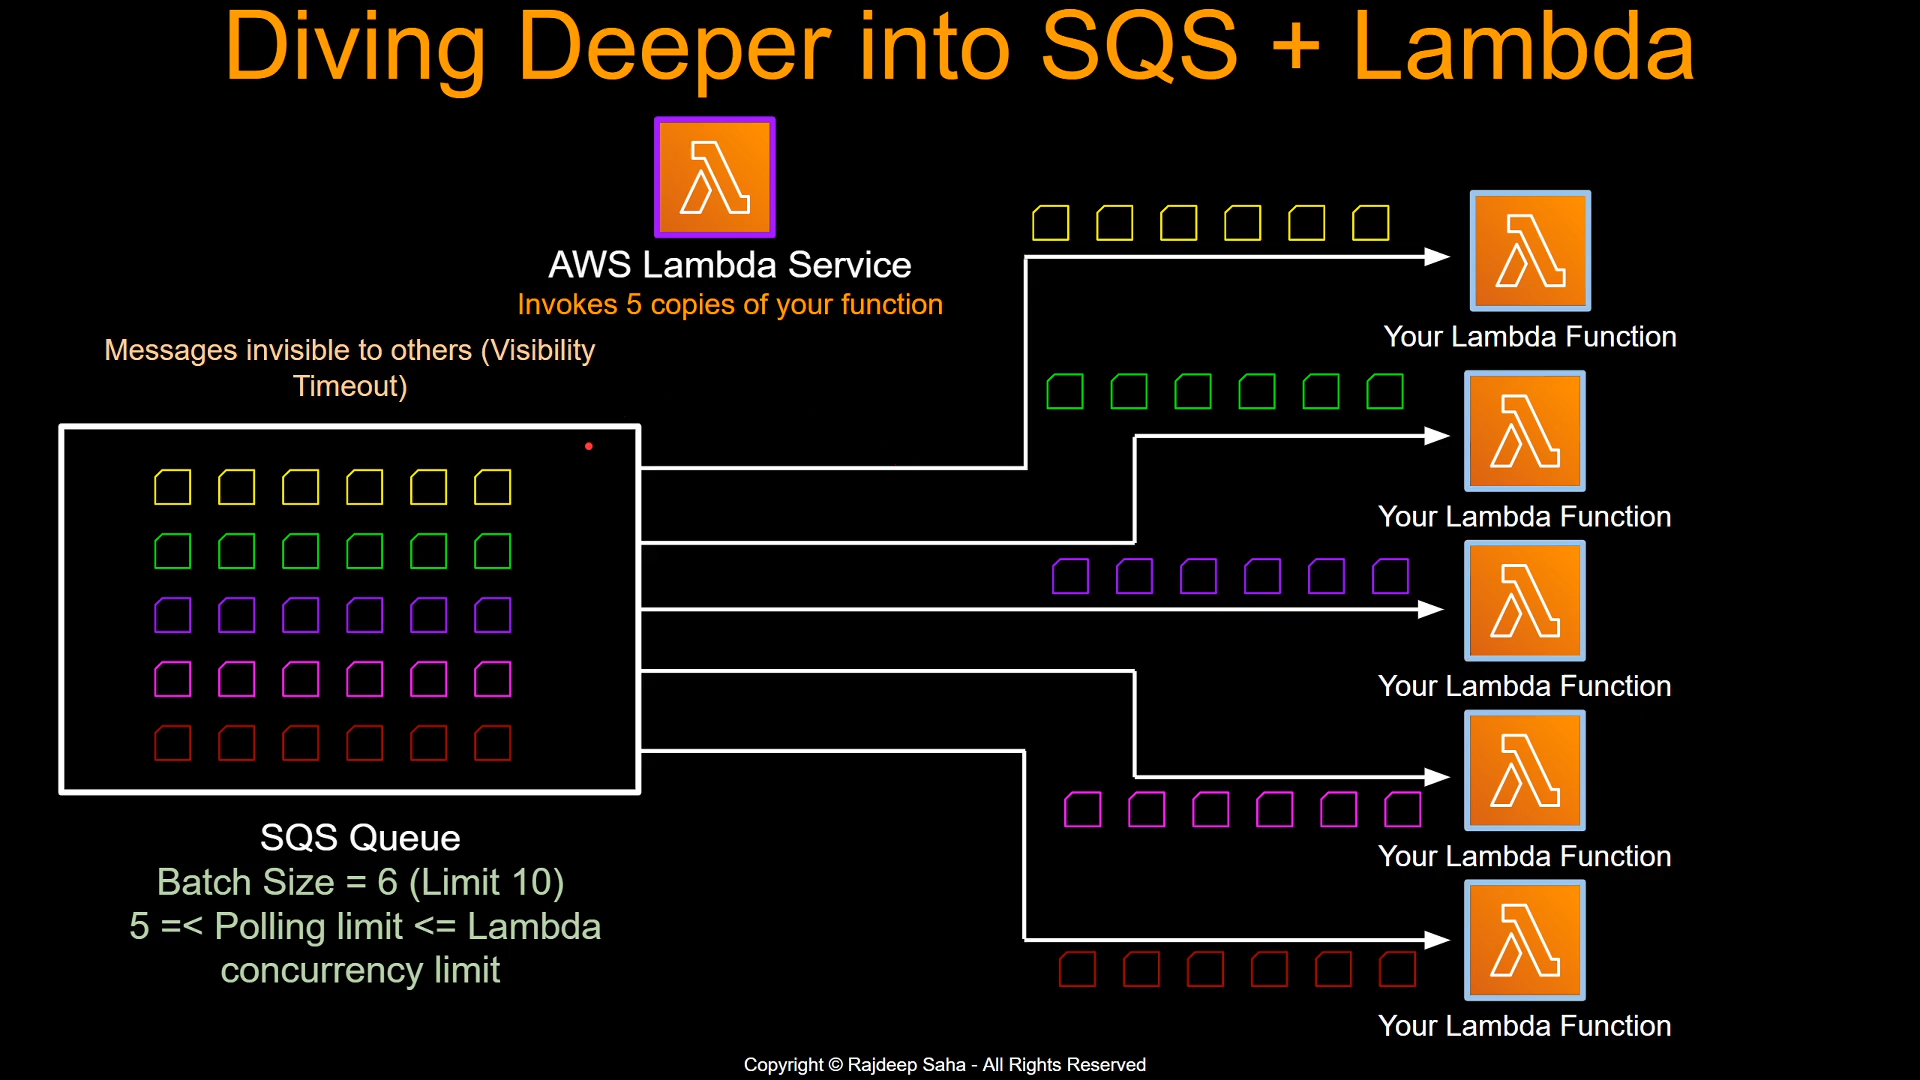 Diving Deeper into SQS + Lambda
AWS Lambda Service
Invokes 5 copies of your function
Messages invisible to others (Visibility
Timeout)
Your Lambda Function
Your Lambda Function
Your Lambda Function
Your Lambda Function
Your Lambda Function
SQS Queue
Batch Size = 6 (Limit 10)
5 =< Polling limit <= Lambda
concurrency limit
Copyright © Rajdeep Saha - All Rights Reserved